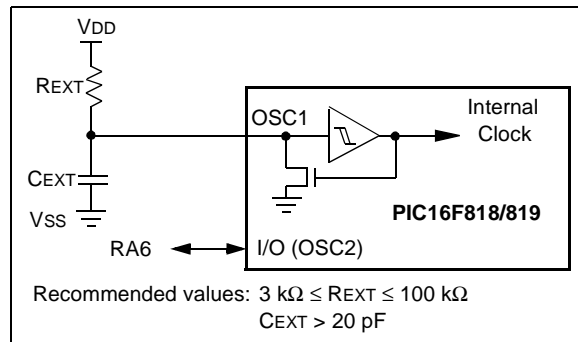 VDD
REXT
OSC1
Internal
Clock
CEXT
PIC16F818/819
VSS
RA6
I/O (OSC2)
Recommended values: 3 kΩ ≤ REXT ≤ 100 kΩ
CEXT > 20 pF